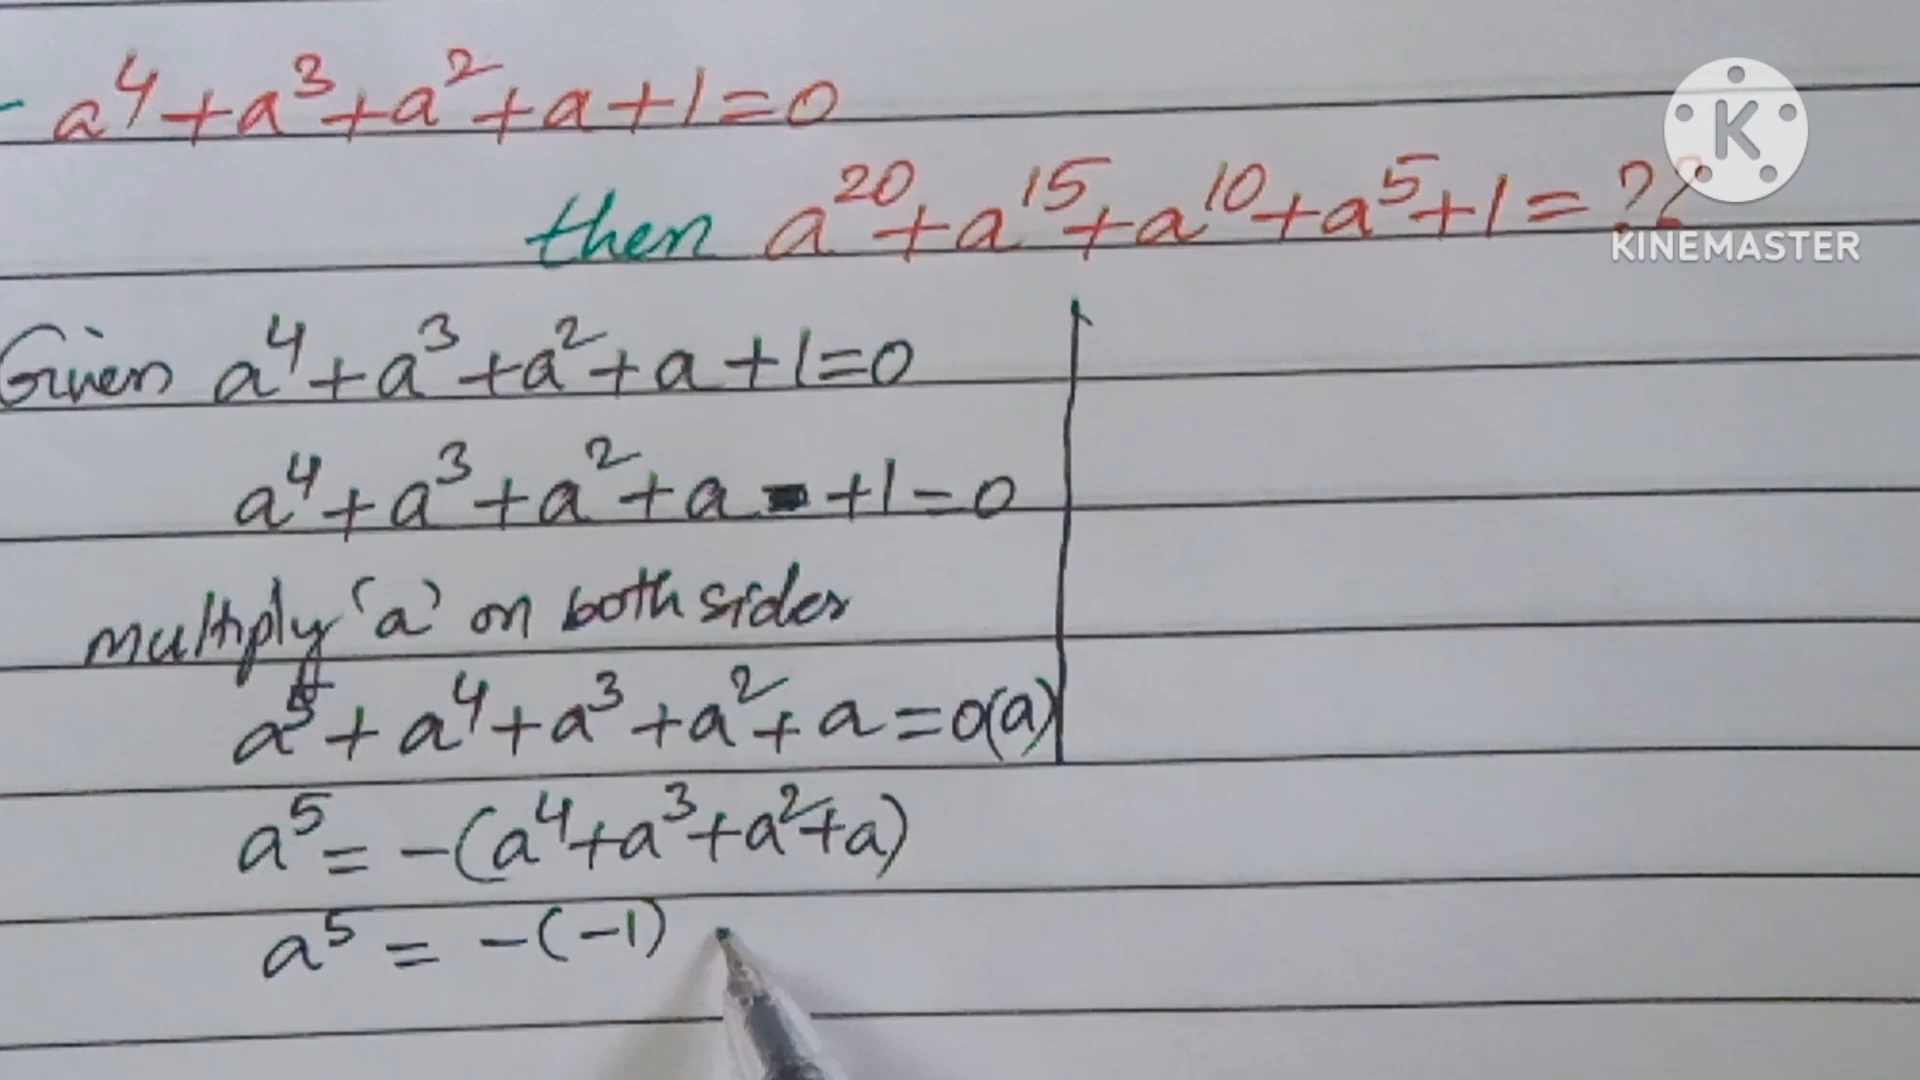 a⁴+a³+a²+a+1=0
then a²⁰+a¹⁵+a¹⁰+a⁵+1=??
K
KINEMASTER
Given a⁴+a³+a²+a+1=0
a⁴+a³+a²+a +1=0
multiply 'a' on both sides
a⁵+a⁴+a³+a²+a=0(a)
a⁵=-(a⁴+a³+a²+a)
a⁵=-(-1)